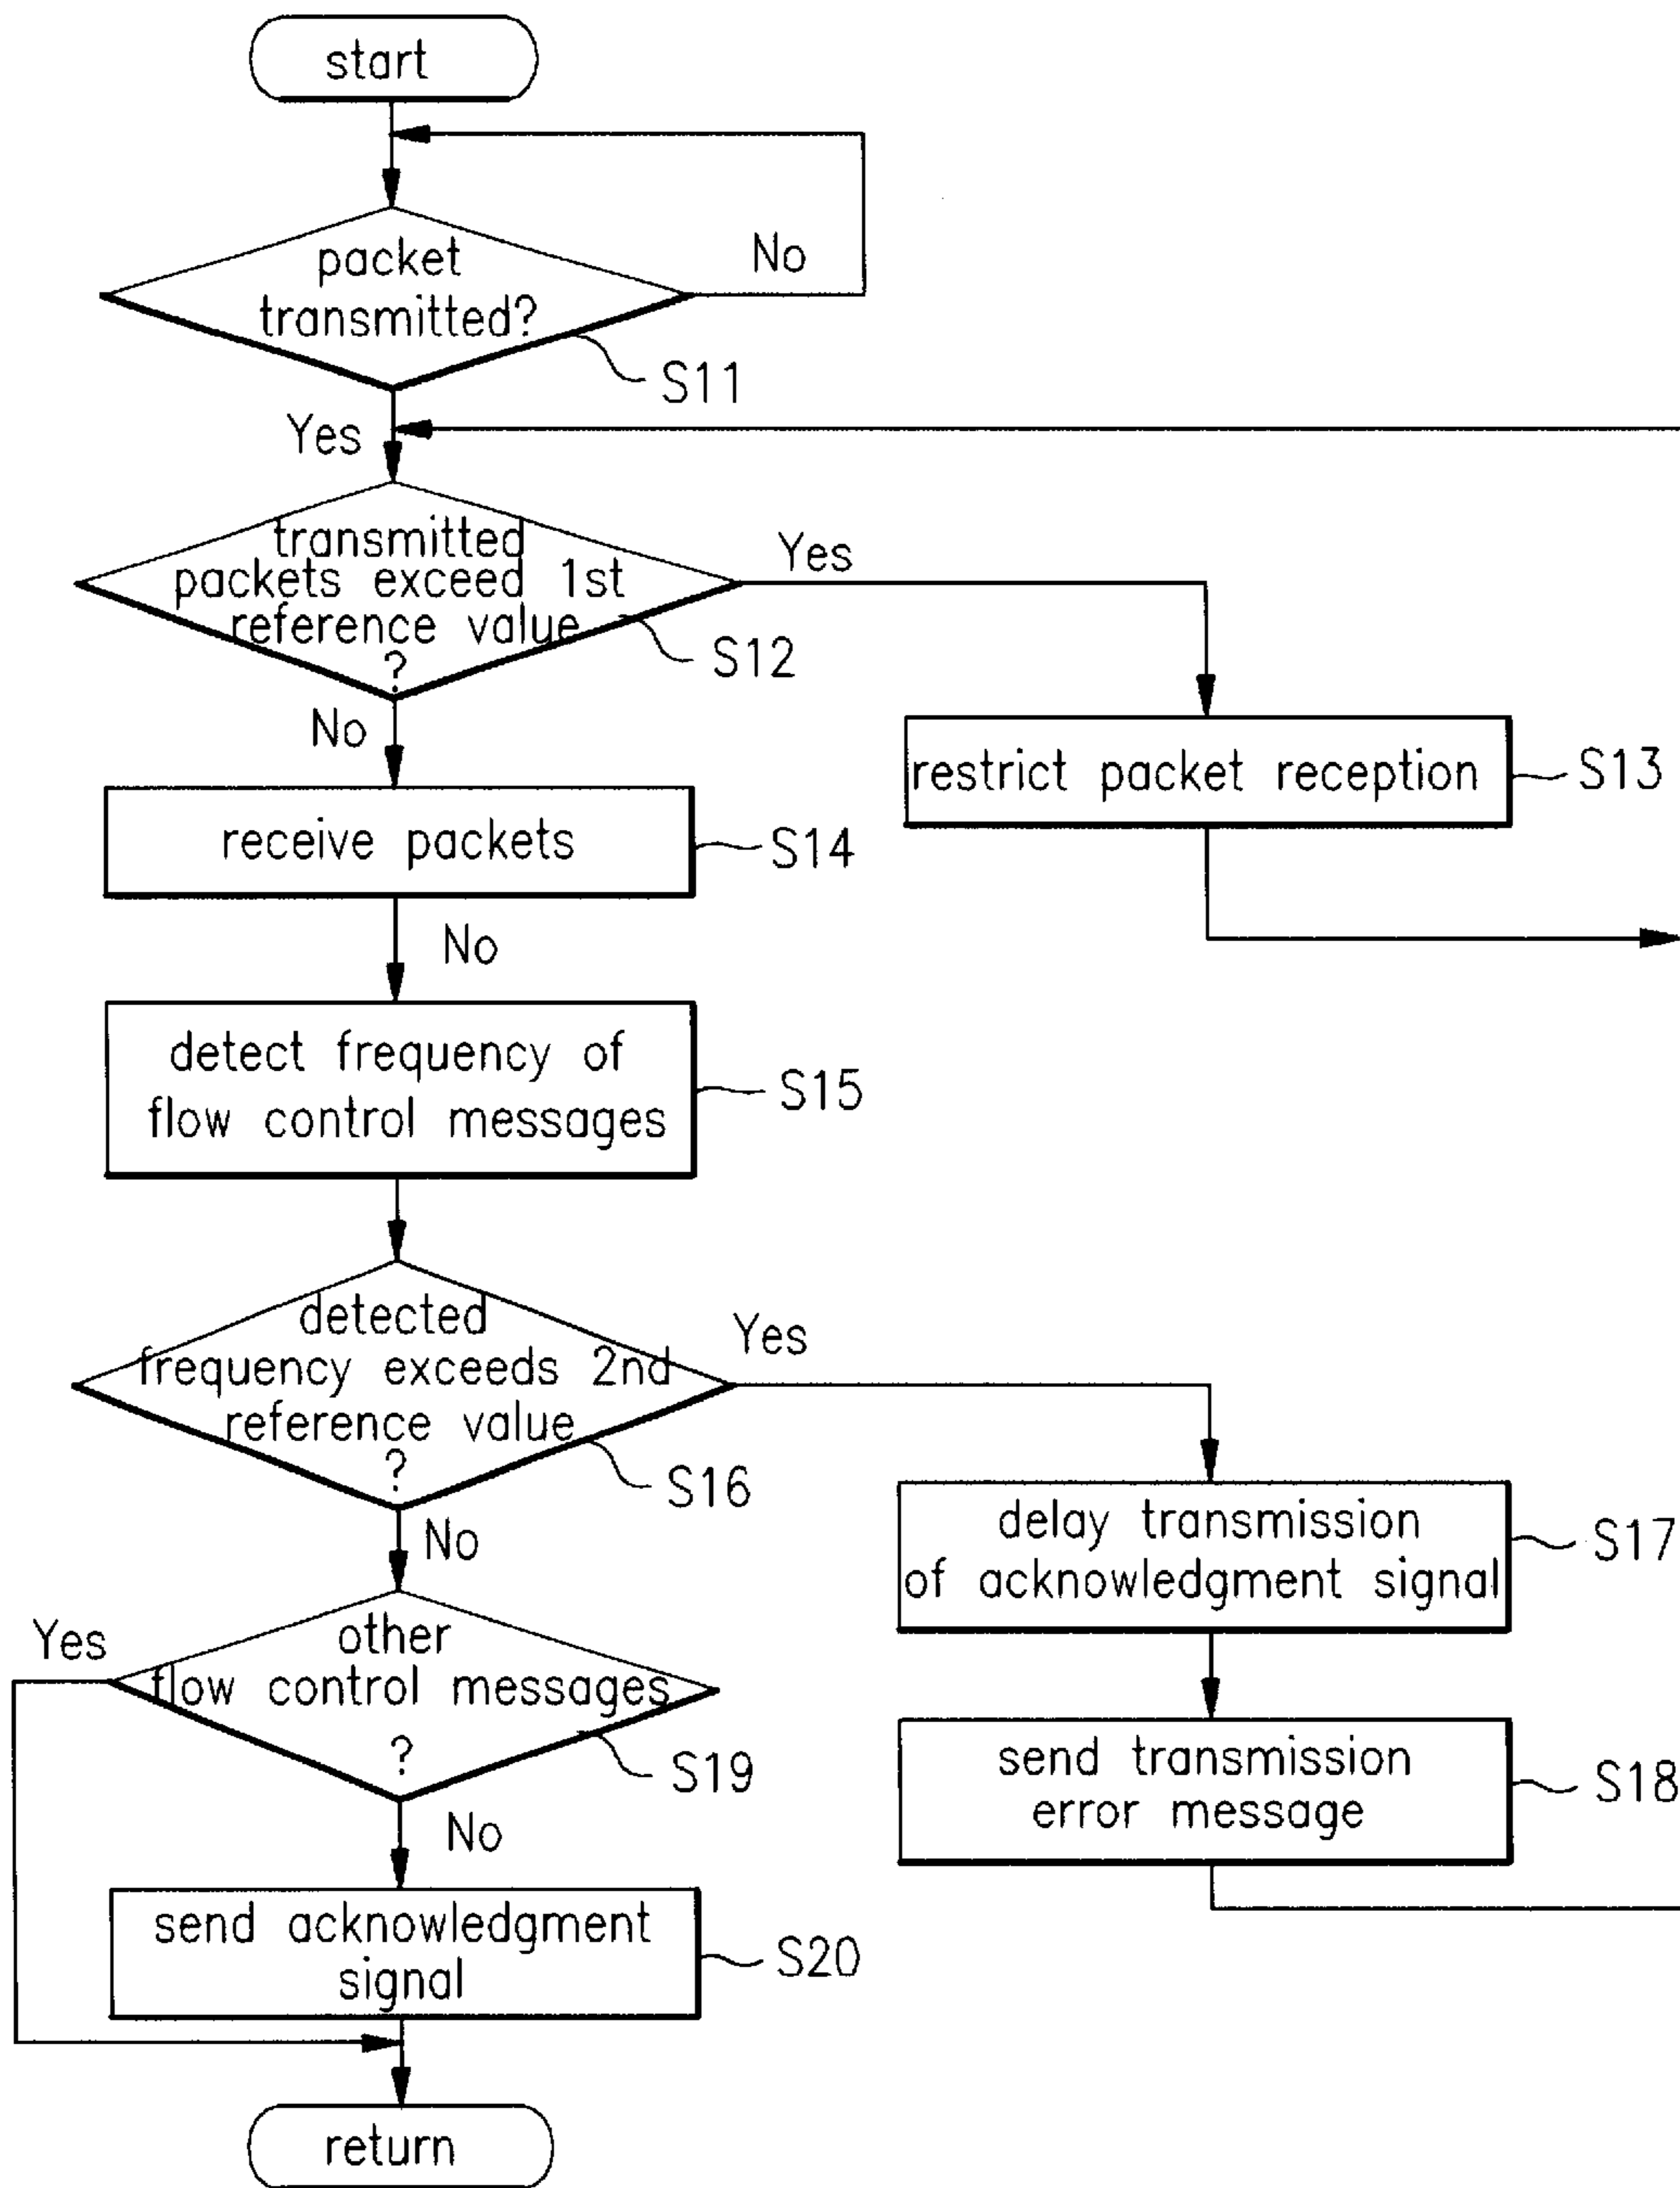 start
packet
transmitted?
No
S11
Yes
transmitted
packets exceed 1st
reference value
?
Yes
S12
No
restrict packet reception
S13
receive packets
S14
No
detect frequency of
flow control messages
S15
detected
frequency exceeds 2nd
reference value
?
Yes
S16
No
delay transmission
of acknowledgment signal
S17
other
flow control messages
?
Yes
S19
send transmission
error message
S18
No
send acknowledgment
signal
S20
return